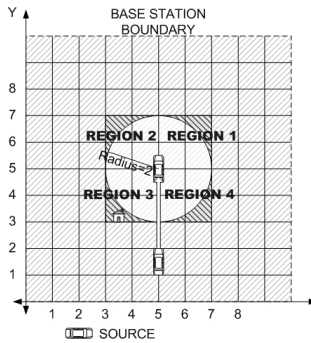 Y
BASE STATION
BOUNDARY
8
7
6
REGION 2
REGION 1
Radius=2
5
4
REGION 3
REGION 4
3
2
1
1 2 3 4 5 6 7 8
SOURCE